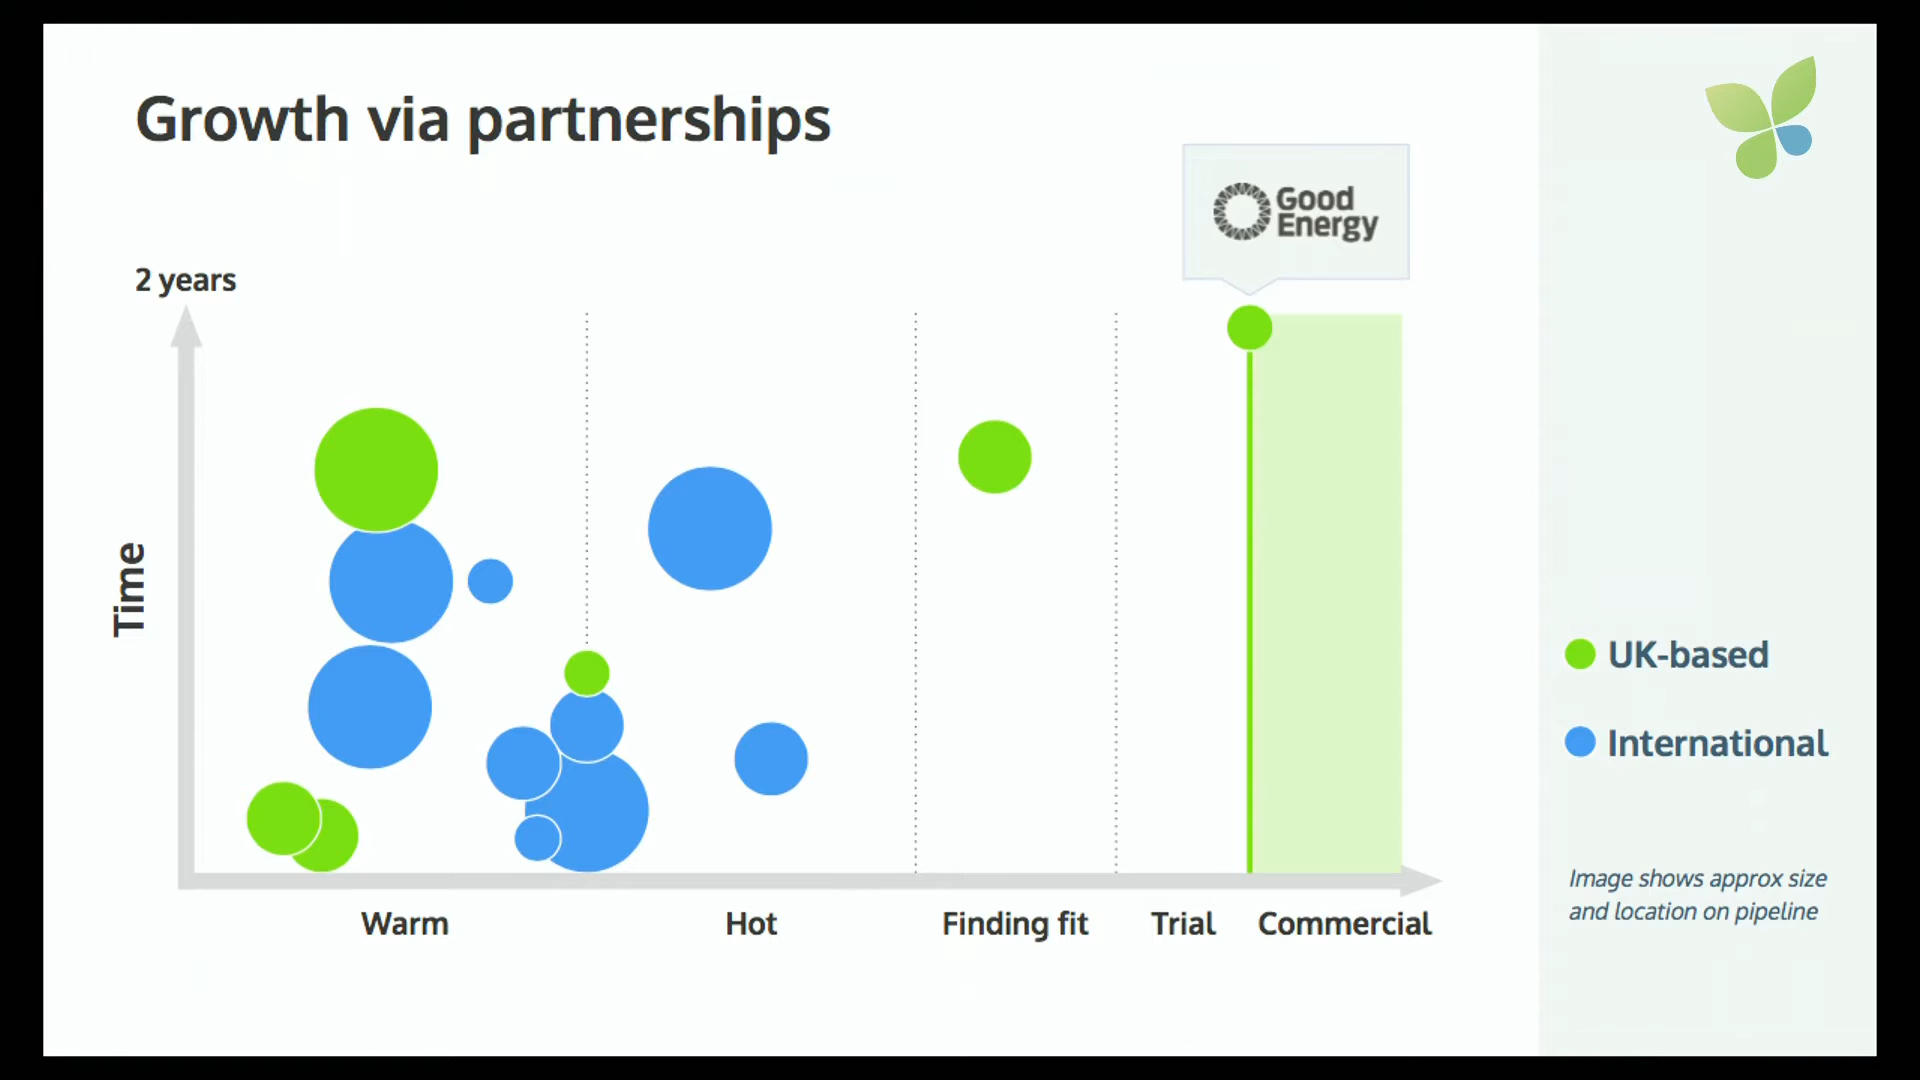 Growth via partnerships
Good
Energy
2 years
Time
UK-based
International
Image shows approx size
and location on pipeline
Warm
Hot
Finding fit
Trial
Commercial